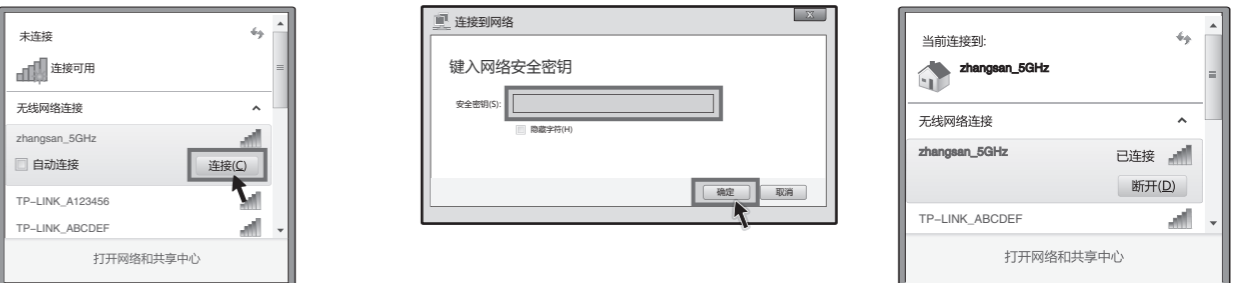 未连接
连接可用
无线网络连接
zhangsan_5GHz
自动连接
连接(C)
TP-LINK_A123456
TP-LINK_ABCDEF
打开网络和共享中心
连接到网络
键入网络安全密钥
安全密钥(S):
隐藏字符(H)
确定
取消
当前连接到:
zhangsan_5GHz
无线网络连接
zhangsan_5GHz
已连接
断开(D)
TP-LINK_ABCDEF
打开网络和共享中心